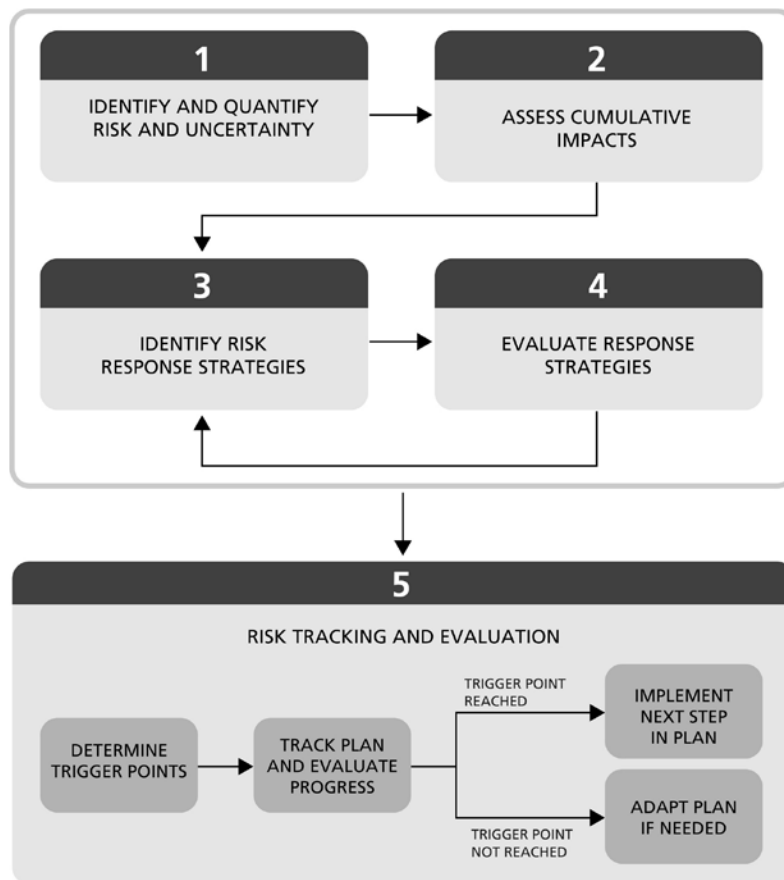 1
IDENTIFY AND QUANTIFY
RISK AND UNCERTAINTY
2
ASSESS CUMULATIVE
IMPACTS
3
IDENTIFY RISK
RESPONSE STRATEGIES
4
EVALUATE RESPONSE
STRATEGIES
5
RISK TRACKING AND EVALUATION
DETERMINE
TRIGGER POINTS
TRACK PLAN
AND EVALUATE
PROGRESS
TRIGGER POINT
REACHED
IMPLEMENT
NEXT STEP
IN PLAN
TRIGGER POINT
NOT REACHED
ADAPT PLAN
IF NEEDED